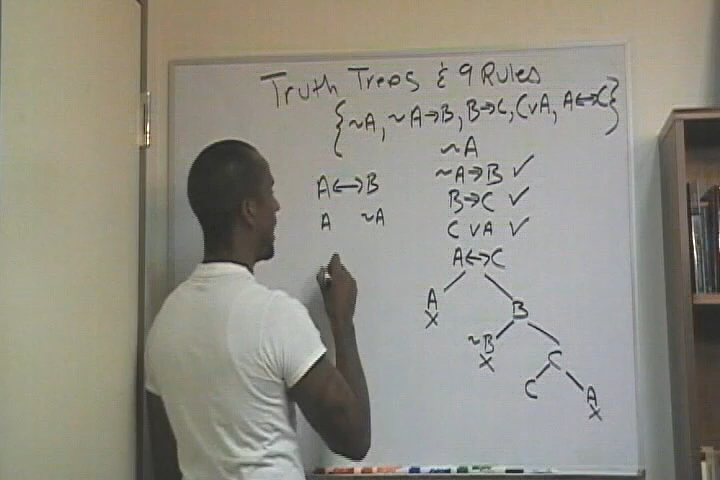 Truth Trees & 9 Rules
{~A, ~A→B, B→C, C∨A, A↔C}
~A
~A→B ✓
B→C ✓
C∨A ✓
A↔C
A B
X
~B C
X
C A
X
A↔B
A ~A